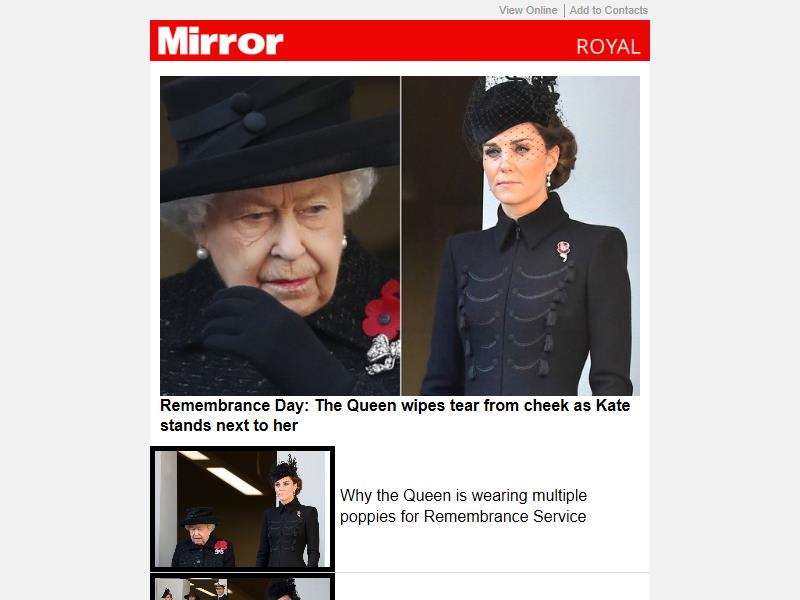 View Online | Add to Contacts
Mirror
ROYAL
Remembrance Day: The Queen wipes tear from cheek as Kate
stands next to her
Why the Queen is wearing multiple
poppies for Remembrance Service